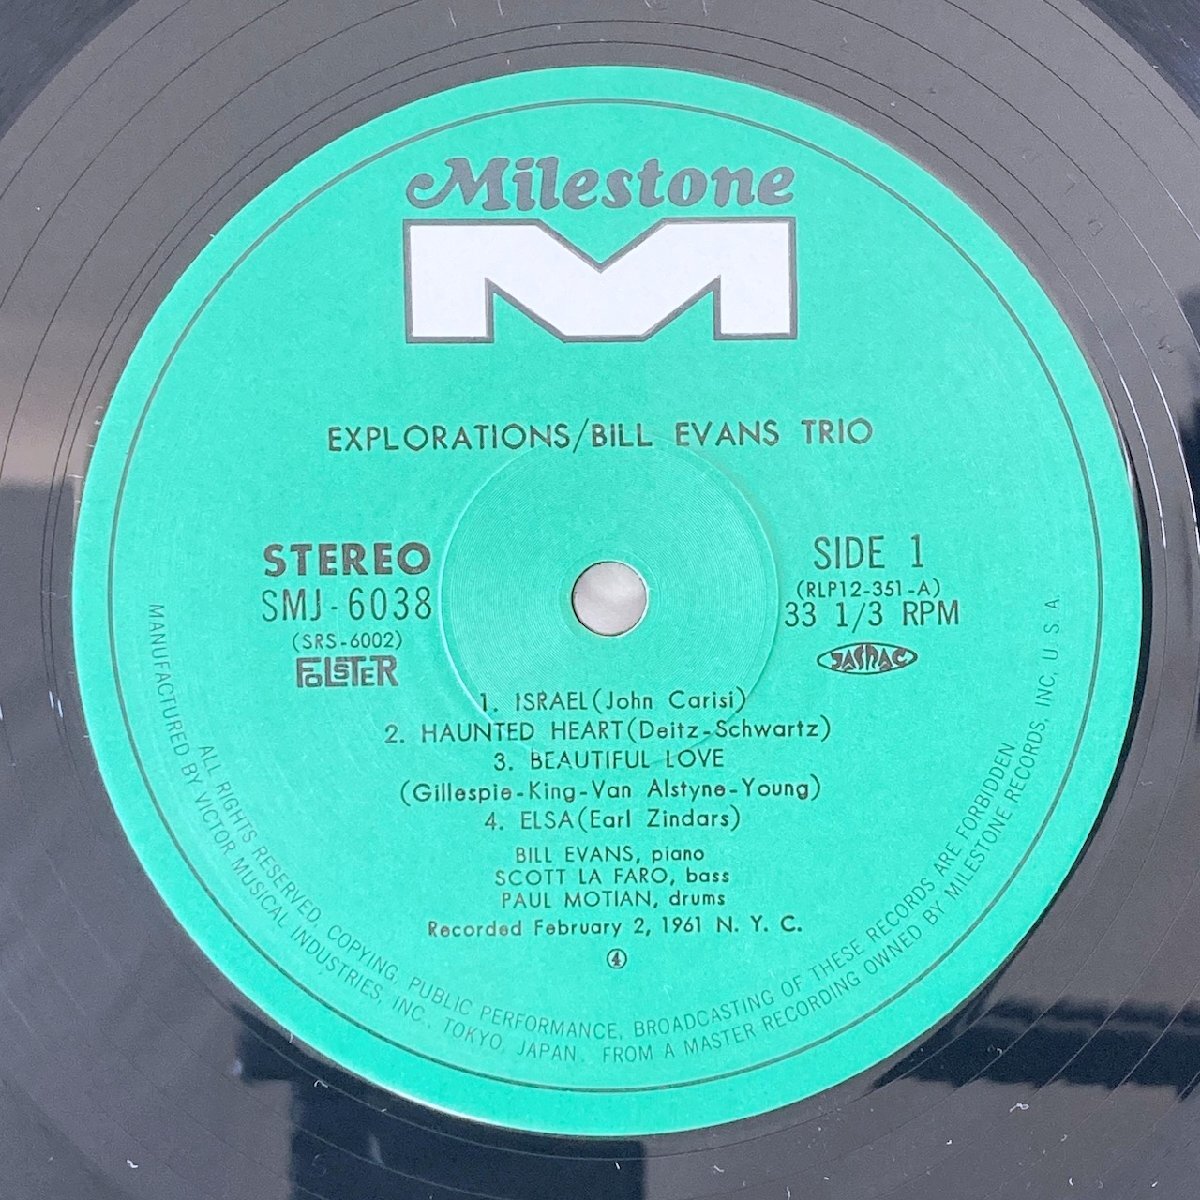 Milestone
M
EXPLORATIONS/BILL EVANS TRIO
STEREO
SMJ-6038
(SRS-6002)
FOLSTER
SIDE 1
(RLP12-351-A)
33 1/3 RPM
JASRAC
1. ISRAEL(John Carisi)
2. HAUNTED HEART(Deitz-Schwartz)
3. BEAUTIFUL LOVE
(Gillespie-King-Van Alstyne-Young)
4. ELSA(Earl Zindars)
BILL EVANS, piano
SCOTT LA FARO, bass
PAUL MOTIAN, drums
Recorded February 2, 1961 N. Y. C.
④
ALL RIGHTS RESERVED. COPYING, PUBLIC PERFORMANCE, BROADCASTING OF THESE RECORDS ARE FORBIDDEN
MANUFACTURED BY VICTOR MUSICAL INDUSTRIES, INC. TOKYO, JAPAN. FROM A MASTER RECORDING OWNED BY MILESTONE RECORDS, INC, U. S. A.